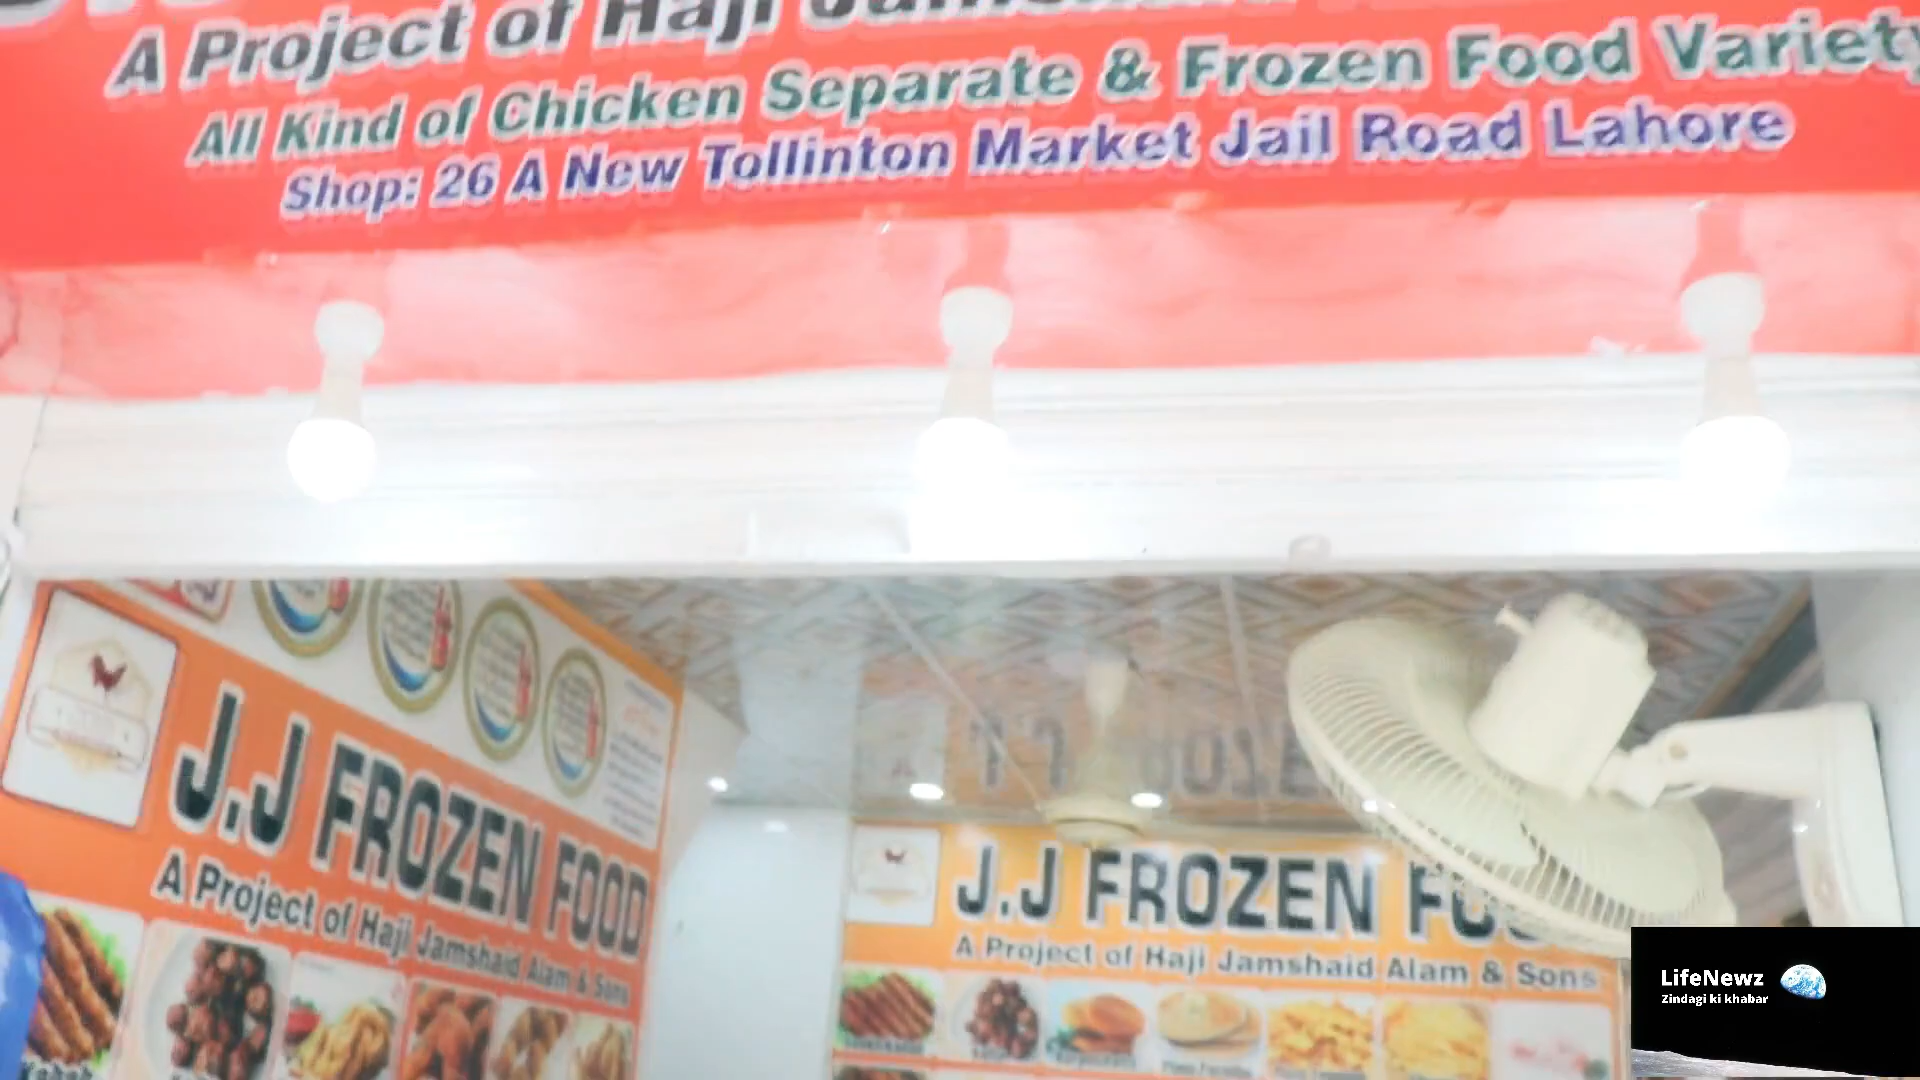 A Project of Haji
All Kind of Chicken Separate & Frozen Food Variety
Shop: 26 A New Tollinton Market Jail Road Lahore
J.J FROZEN FOOD
A Project of Haji Jamshaid Alam & Sons
J.J FROZEN
A Project of Haji Jamshaid Alam & Sons
LifeNewz
Zindagi ki khabar